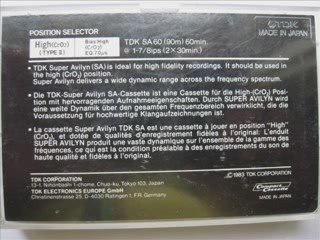 POSITION SELECTOR
TDK
MADE IN JAPAN
High(CrO2)
(TYPE II)
Bias High
(CrO2)
EQ.70μs
TDK SA60 (90m) 60min.
@ 1-7/8ips (2×30min.)
• TDK Super Avilyn (SA) is ideal for high fidelity recordings. It should be used
in the high (CrO2) position.
Super Avilyn delivers a wide dynamic range across the frequency spectrum.
• Die TDK-Super Avilyn SA-Cassette ist eine Cassette für die High-(CrO2) Posi-
tion mit hervorragenden Aufnahmeeigenschaften. Durch SUPER AVILYN wird
eine weite Dynamik über den gesamten Frequenzbereich verwirklicht, die die
Voraussetzung für hochwertige Klangaufzeichnungen ist.
• La cassette Super Avilyn TDK SA est une cassette à jouer en position "High"
(CrO2), et dotée de qualités d'enregistrement fidèles à l'original. L'enduit
SUPER AVILYN produit une vaste dynamique sur l'ensemble de la gamme des
fréquences, ce qui est la condition préalable à des enregistrements du son de
haute qualité et fidèles à l'original.
©1983 TDK CORPORATION
TDK CORPORATION
13-1, Nihonbashi 1-chome, Chuo-ku, Tokyo 103, Japan
TDK ELECTRONICS EUROPE GmbH
Christinenstraße 25, D-4030 Ratingen 1, F.R. Germany
Compact Cassette
MADE IN JAPAN